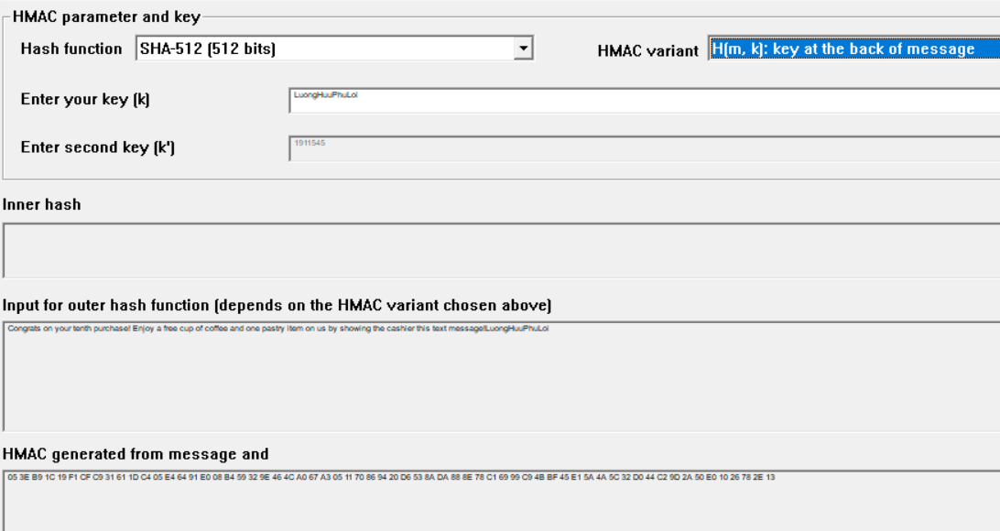 HMAC parameter and key
Hash function SHA-512 (512 bits) HMAC variant H(m, k): key at the back of message
Enter your key (k) LuongHuuPhuLoi
Enter second key (k') 1911545
Inner hash
Input for outer hash function (depends on the HMAC variant chosen above)
Congrats on your tenth purchase! Enjoy a free cup of coffee and one pastry item on us by showing the cashier this text message!LuongHuuPhuLoi
HMAC generated from message and
05 3E B9 1C 19 F1 CF C9 31 61 1D C4 05 E4 64 91 E0 08 B4 59 32 9E 46 4C A0 67 A3 05 11 70 86 94 20 D6 53 8A DA 88 8E 78 C1 69 99 C9 4B BF 45 E1 5A 4A 5C 32 D0 44 C2 9D 2A 50 E0 10 26 78 2E 13